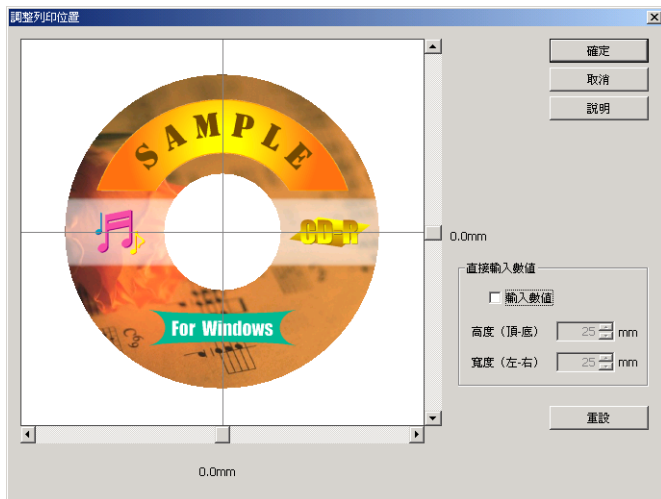 調整列印位置
確定
取消
說明
SAMPLE
CD-R
0.0mm
直接輸入數值
輸入數值
For Windows
高度（頂-底） 25 mm
寬度（左-右） 25 mm
重設
0.0mm